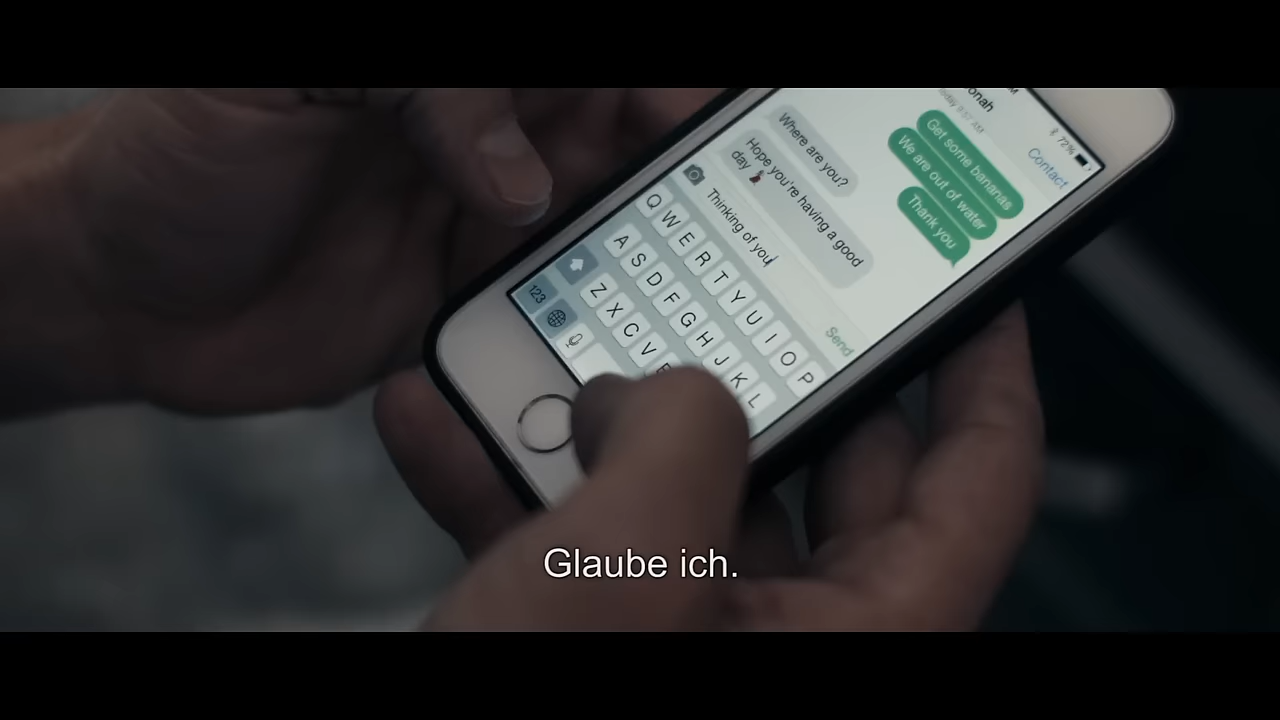 onah
72%
Contact
Get some bananas
We are out of water
Thank you
Where are you?
Hope you're having a good
day
Thinking of you
Send
Q W E R T Y U I O P
A S D F G H J K L
Z X C V
123
Glaube ich.